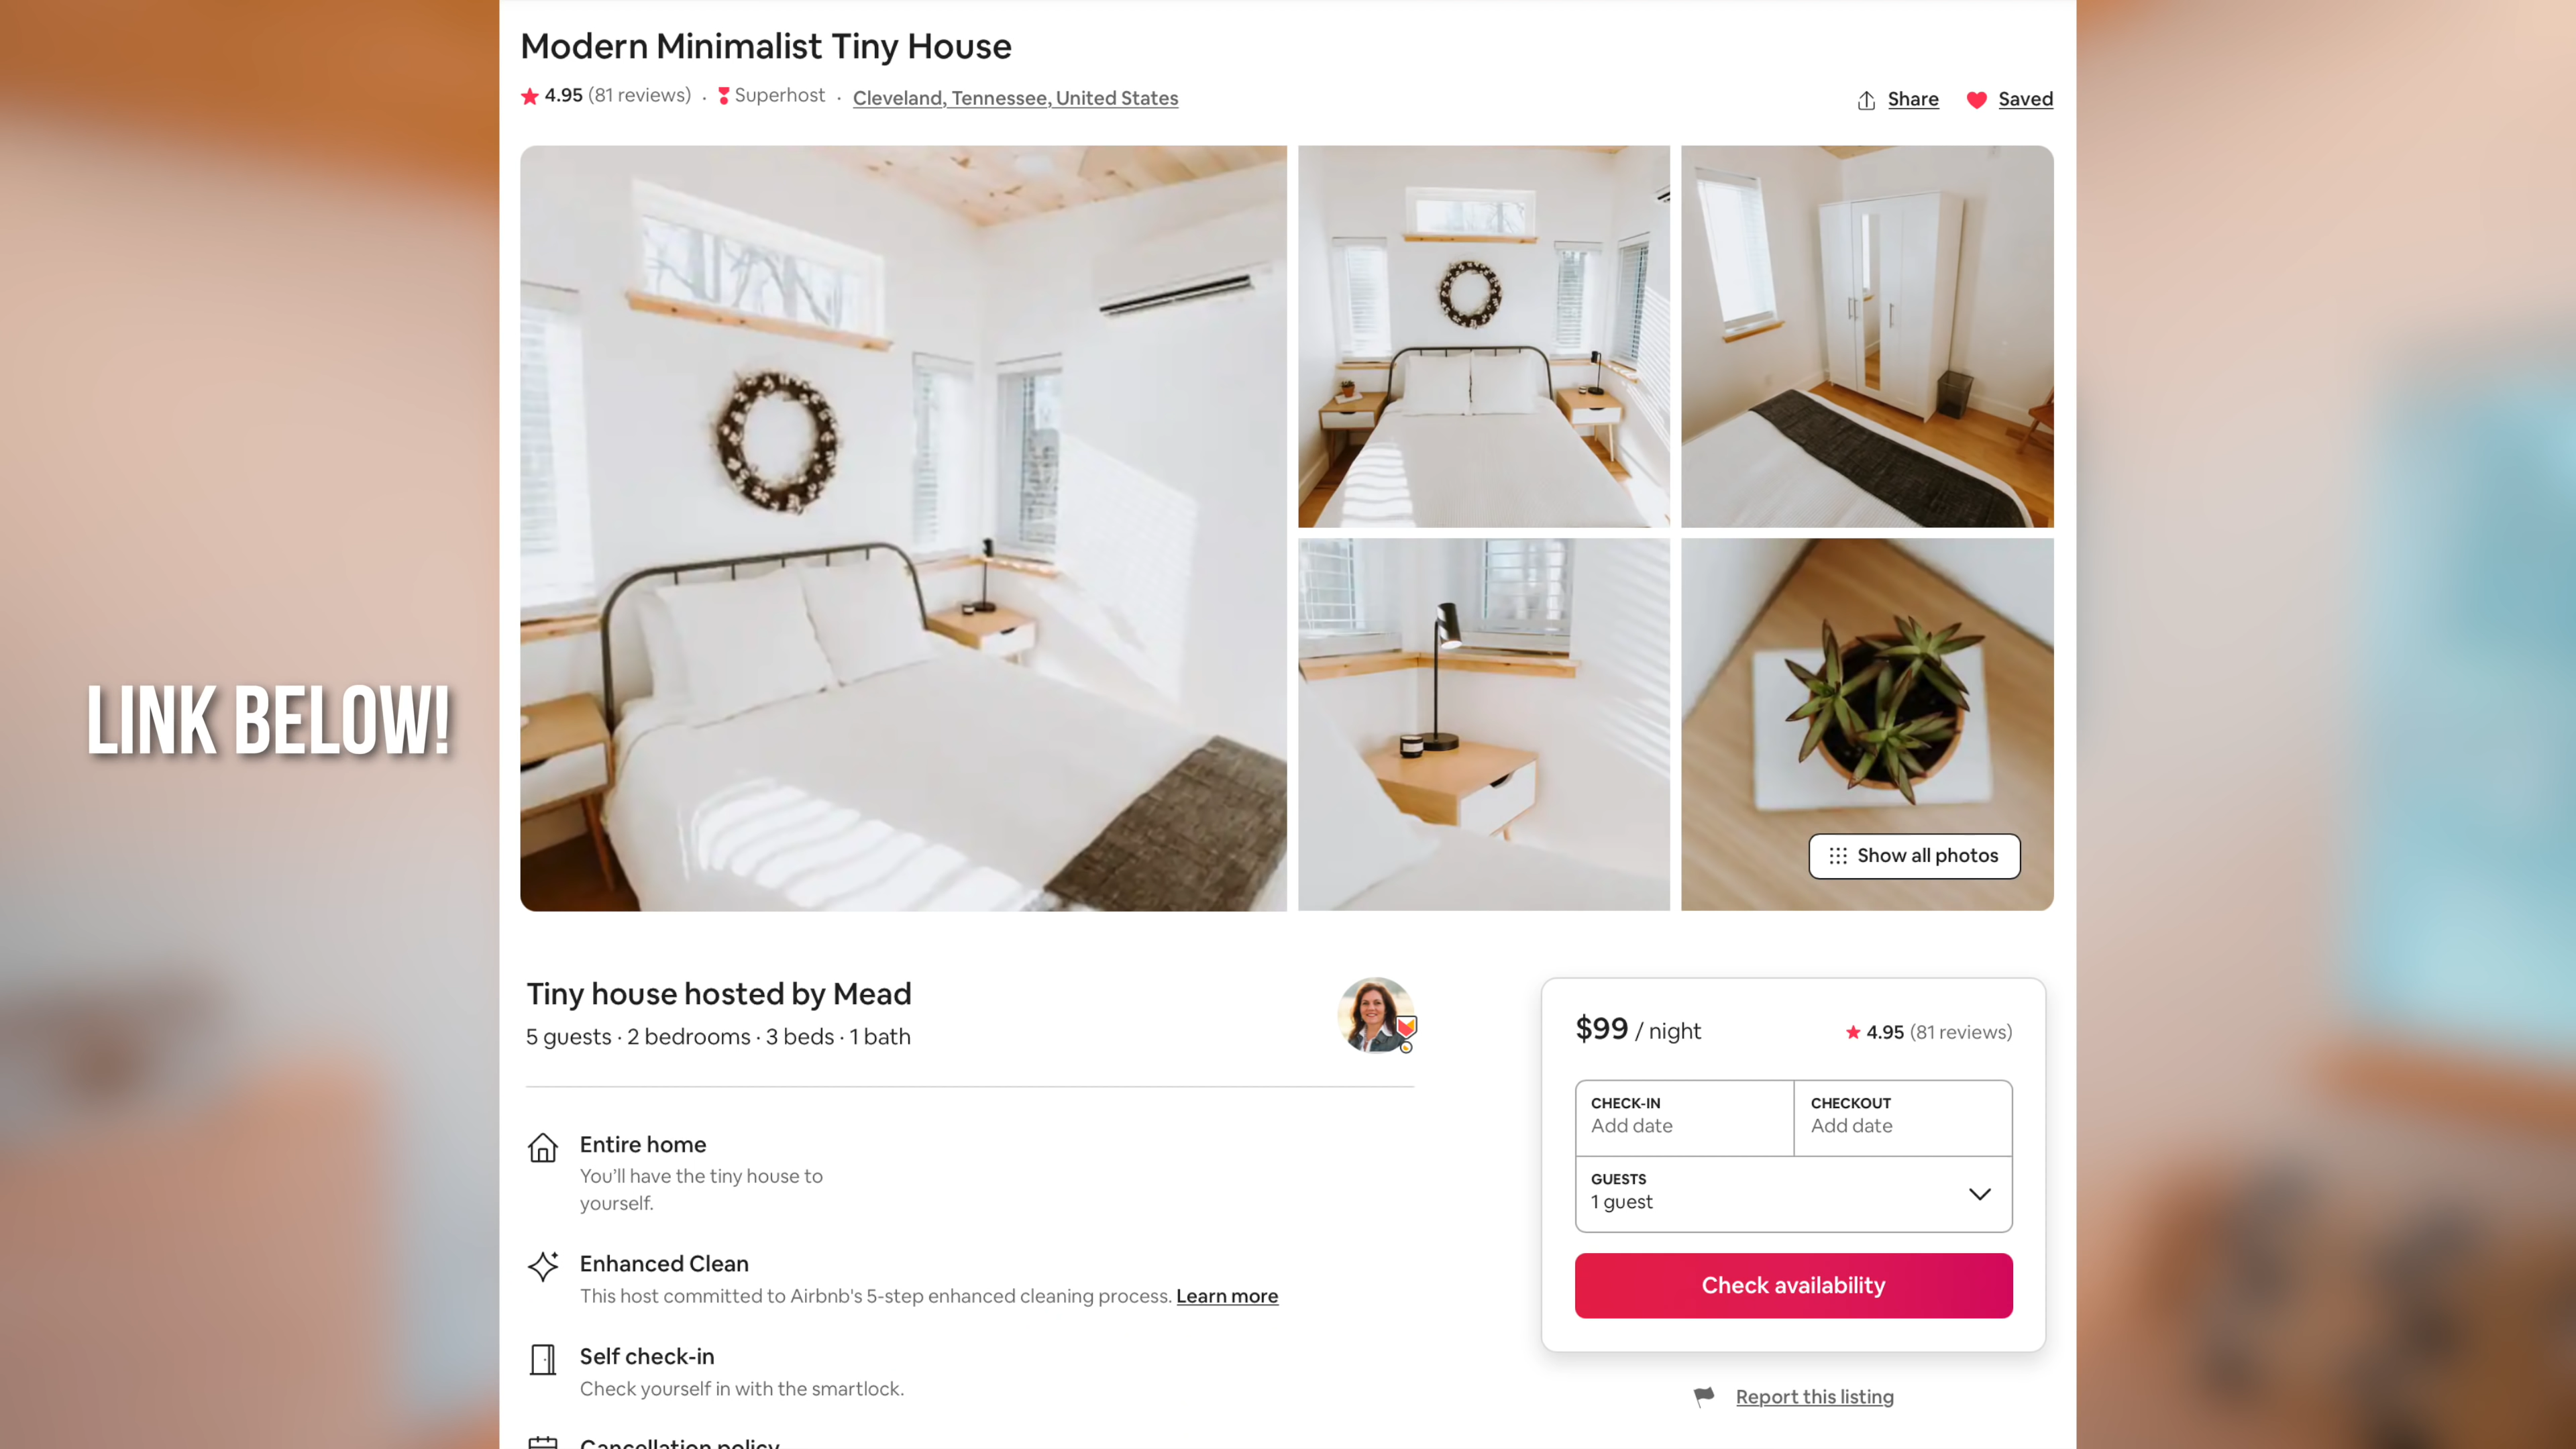 Modern Minimalist Tiny House
4.95 (81 reviews) · Superhost · Cleveland, Tennessee, United States
Share Saved
LINK BELOW!
Show all photos
Tiny house hosted by Mead
5 guests · 2 bedrooms · 3 beds · 1 bath
Entire home
You'll have the tiny house to
yourself.
Enhanced Clean
This host committed to Airbnb's 5-step enhanced cleaning process. Learn more
Self check-in
Check yourself in with the smartlock.
Cancellation policy
$99 / night 4.95 (81 reviews)
CHECK-IN CHECKOUT
Add date Add date
GUESTS
1 guest
Check availability
Report this listing